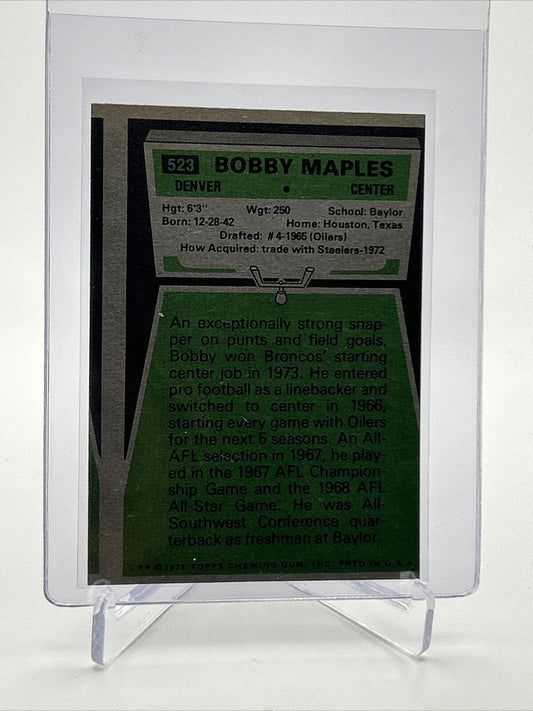 523 BOBBY MAPLES
DENVER • CENTER
Hgt: 6'3" Wgt: 250 School: Baylor
Born: 12-28-42 Home: Houston, Texas
Drafted: #4-1965 (Oilers)
How Acquired: trade with Steelers-1972
An exceptionally strong snap-
per on punts and field goals,
Bobby won Broncos' starting
center job in 1973. He entered
pro football as a linebacker and
switched to center in 1966,
starting every game with Oilers
for the next 5 seasons. An All-
AFL selection in 1967, he play-
ed in the 1967 AFL Champion-
ship Game and the 1968 AFL
All-Star Game. He was All-
Southwest Conference quar-
terback as freshman at Baylor.
★★ © 1975 TOPPS CHEWING GUM, INC. PRTD IN U.S.A.